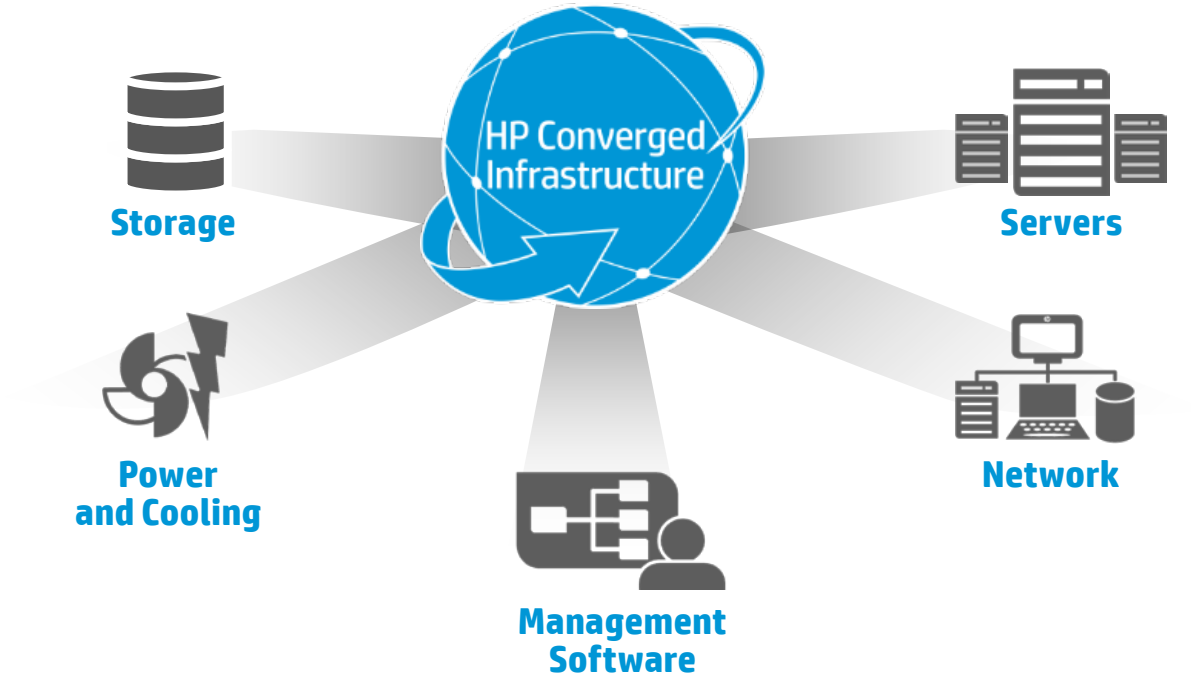 HP Converged
Infrastructure
Storage
Servers
Power
and Cooling
Network
Management
Software